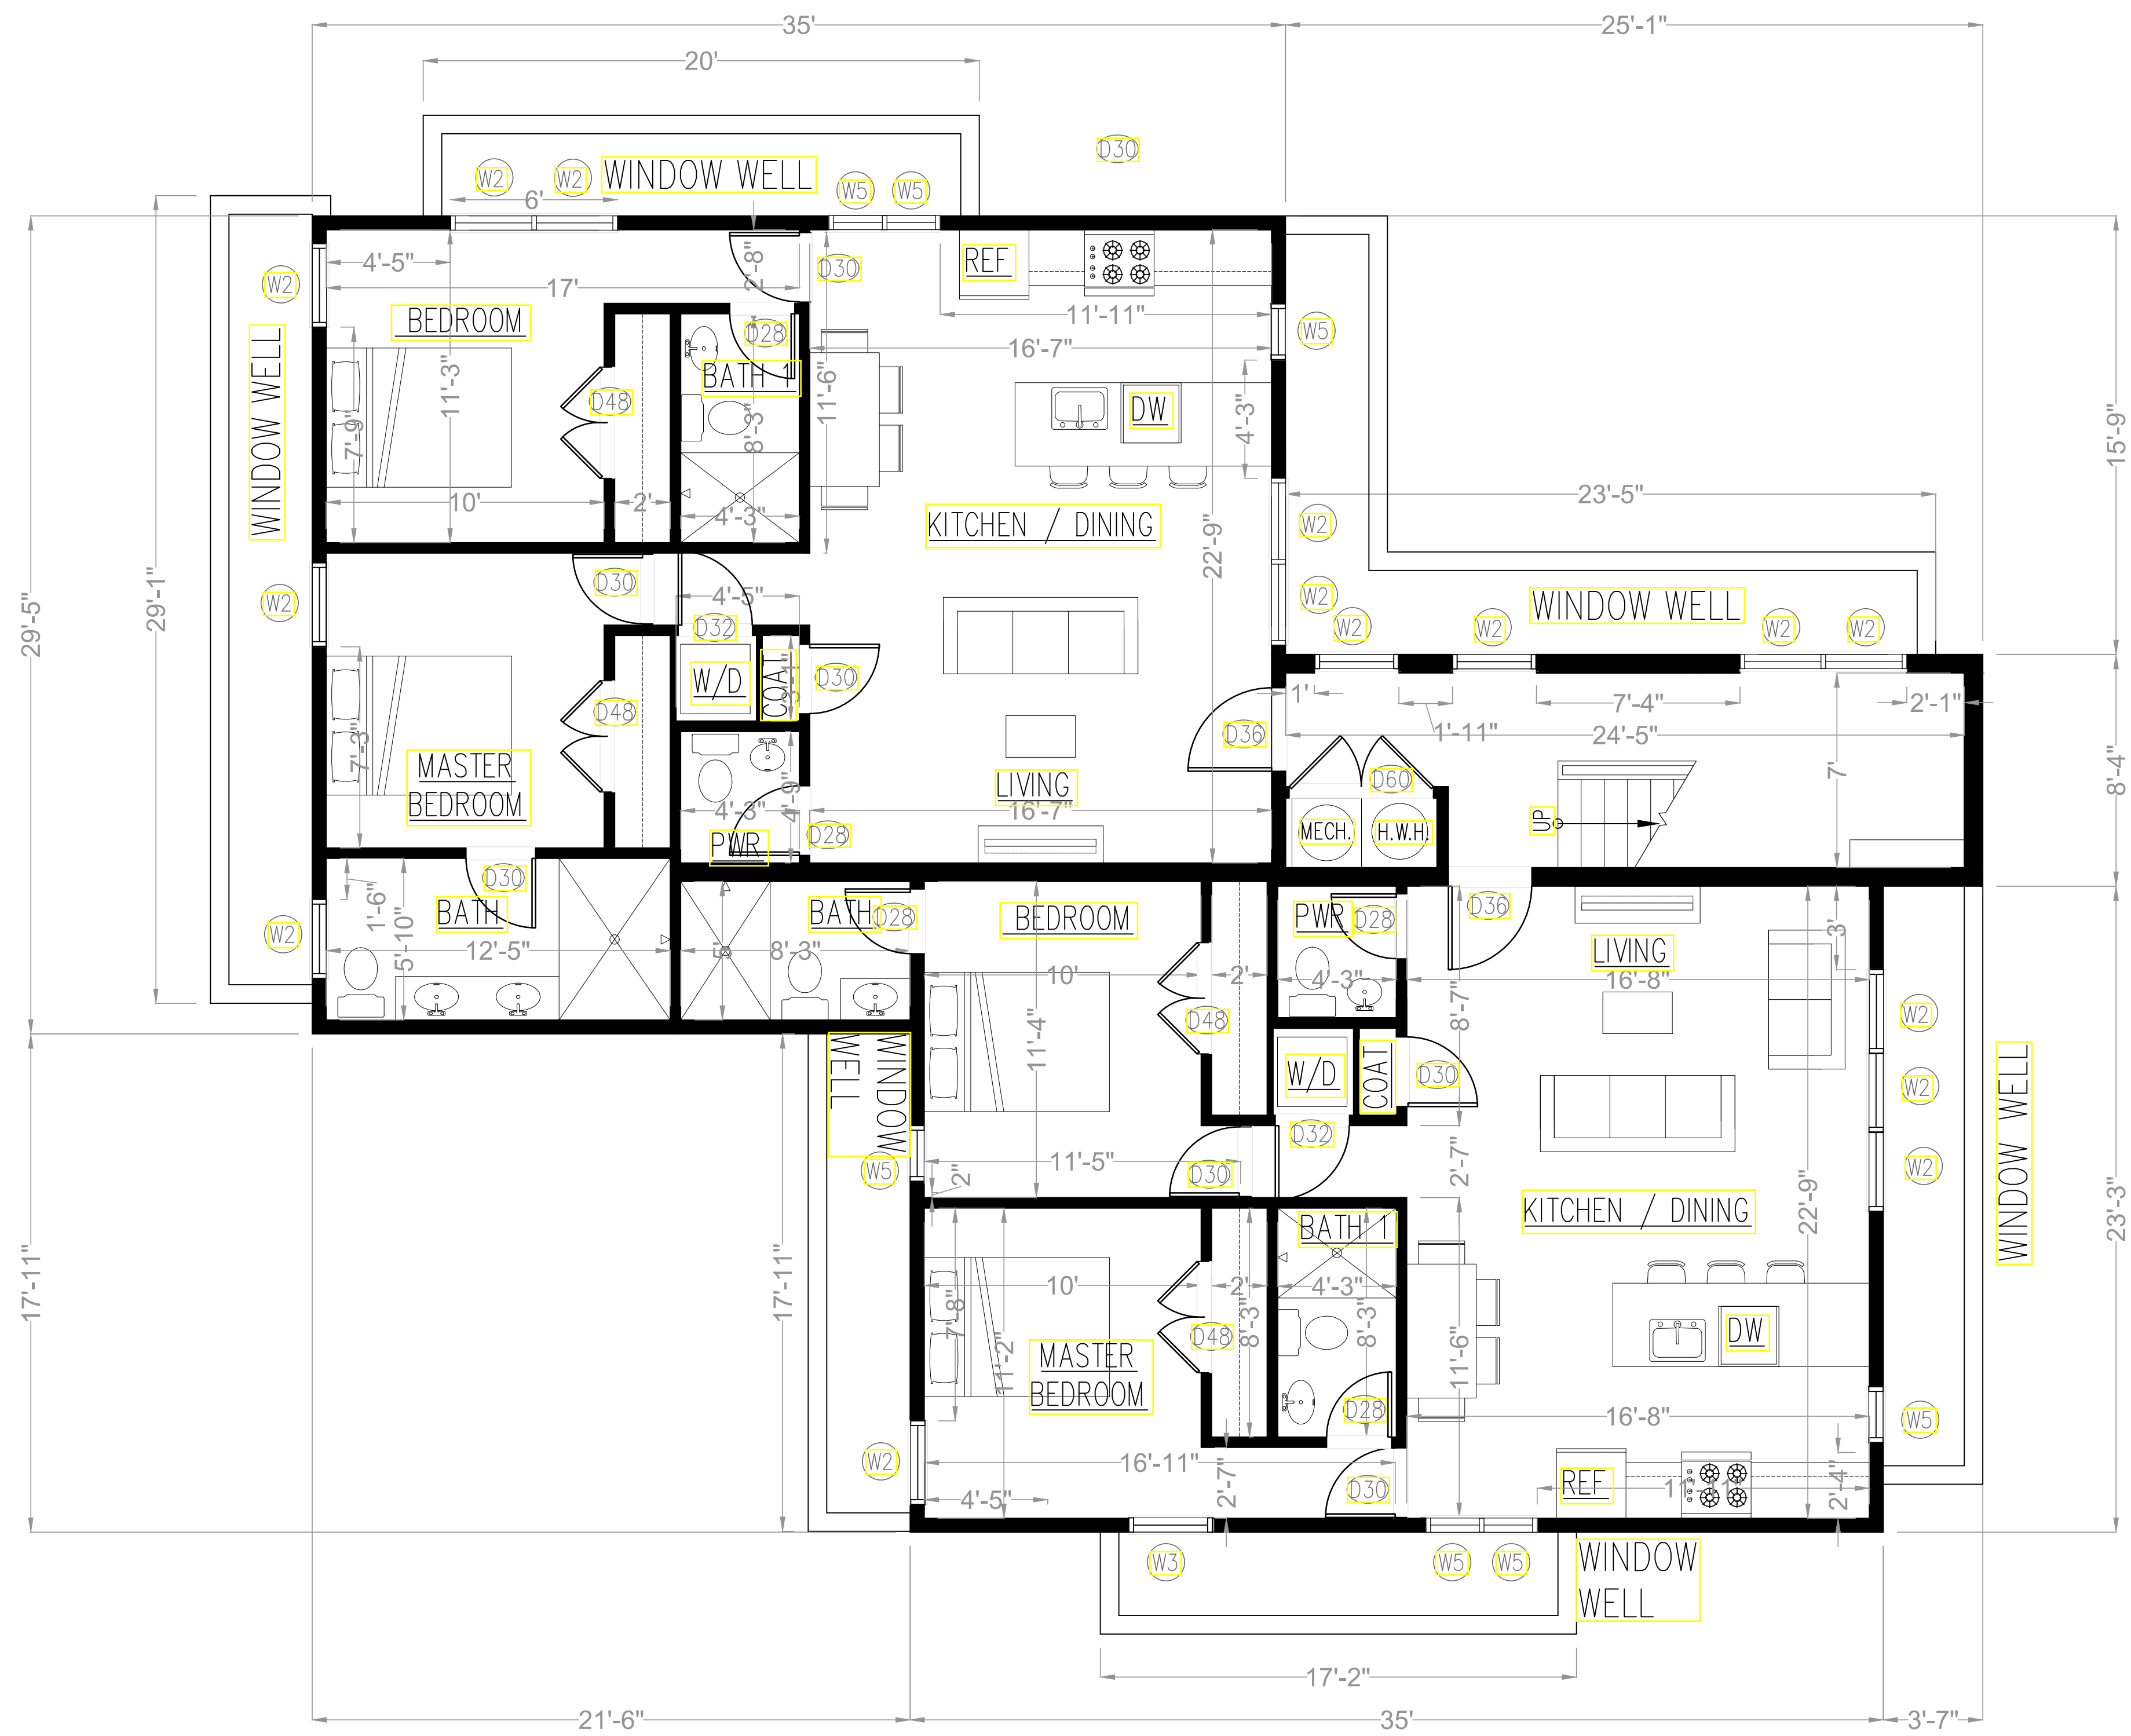 35'
25'-1"
20'
D30
W2
W2
WINDOW WELL
W5
W5
6'
W2
4'-5"
17'
2'-8"
D30
REF
BEDROOM
D28
11'-11"
W5
BATH 1
16'-7"
WINDOW WELL
11'-3"
7'-9"
D48
8'-3"
11'-6"
DW
4'-3"
15'-9"
10'
2'
4'-3"
KITCHEN / DINING
22'-9"
W2
23'-5"
29'-5"
29'-1"
W2
D30
4'-5"
D32
W2
W2
W2
W2
W2
WINDOW WELL
W/D
COAT
3'-1"
D30
D48
1'
1'-11"
7'-4"
2'-1"
24'-5"
D36
7'-3"
MASTER
BEDROOM
4'-3"
4'-9"
PWR
D28
LIVING
16'-7"
D60
MECH.
H.W.H.
UP
7'
8'-4"
D30
1'-6"
5'-10"
BATH
12'-5"
W2
BATH
D28
5'
8'-3"
BEDROOM
10'
2'
PWR
D28
4'-3"
D36
LIVING
16'-8"
3'
8'-7"
W2
D48
11'-4"
WINDOW
WELL
W/D
COAT
D30
W2
WINDOW WELL
D32
W5
11'-5"
D30
2"
2'-7"
W2
KITCHEN / DINING
22'-9"
23'-3"
17'-11"
17'-11"
BATH 1
10'
2'
4'-3"
7'-8"
11'-2"
D48
8'-3"
8'-3"
MASTER
BEDROOM
11'-6"
DW
D28
16'-8"
W5
W2
16'-11"
4'-5"
2'-7"
D30
REF
11'-11"
2'-4"
W3
W5
W5
WINDOW
WELL
17'-2"
21'-6"
35'
3'-7"